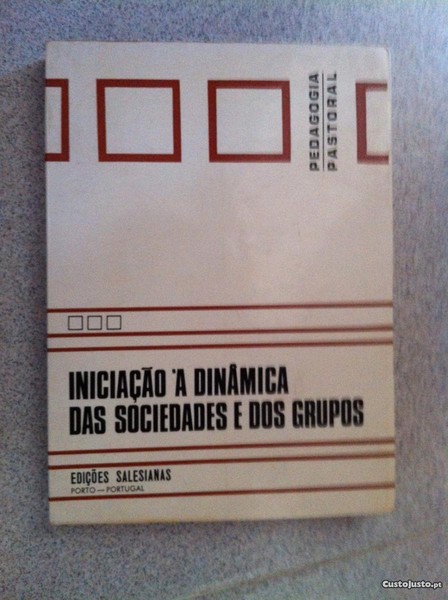 PEDAGOGIA
PASTORAL
INICIAÇÃO À DINÂMICA
DAS SOCIEDADES E DOS GRUPOS
EDIÇÕES SALESIANAS
PORTO — PORTUGAL
CustoJusto.pt